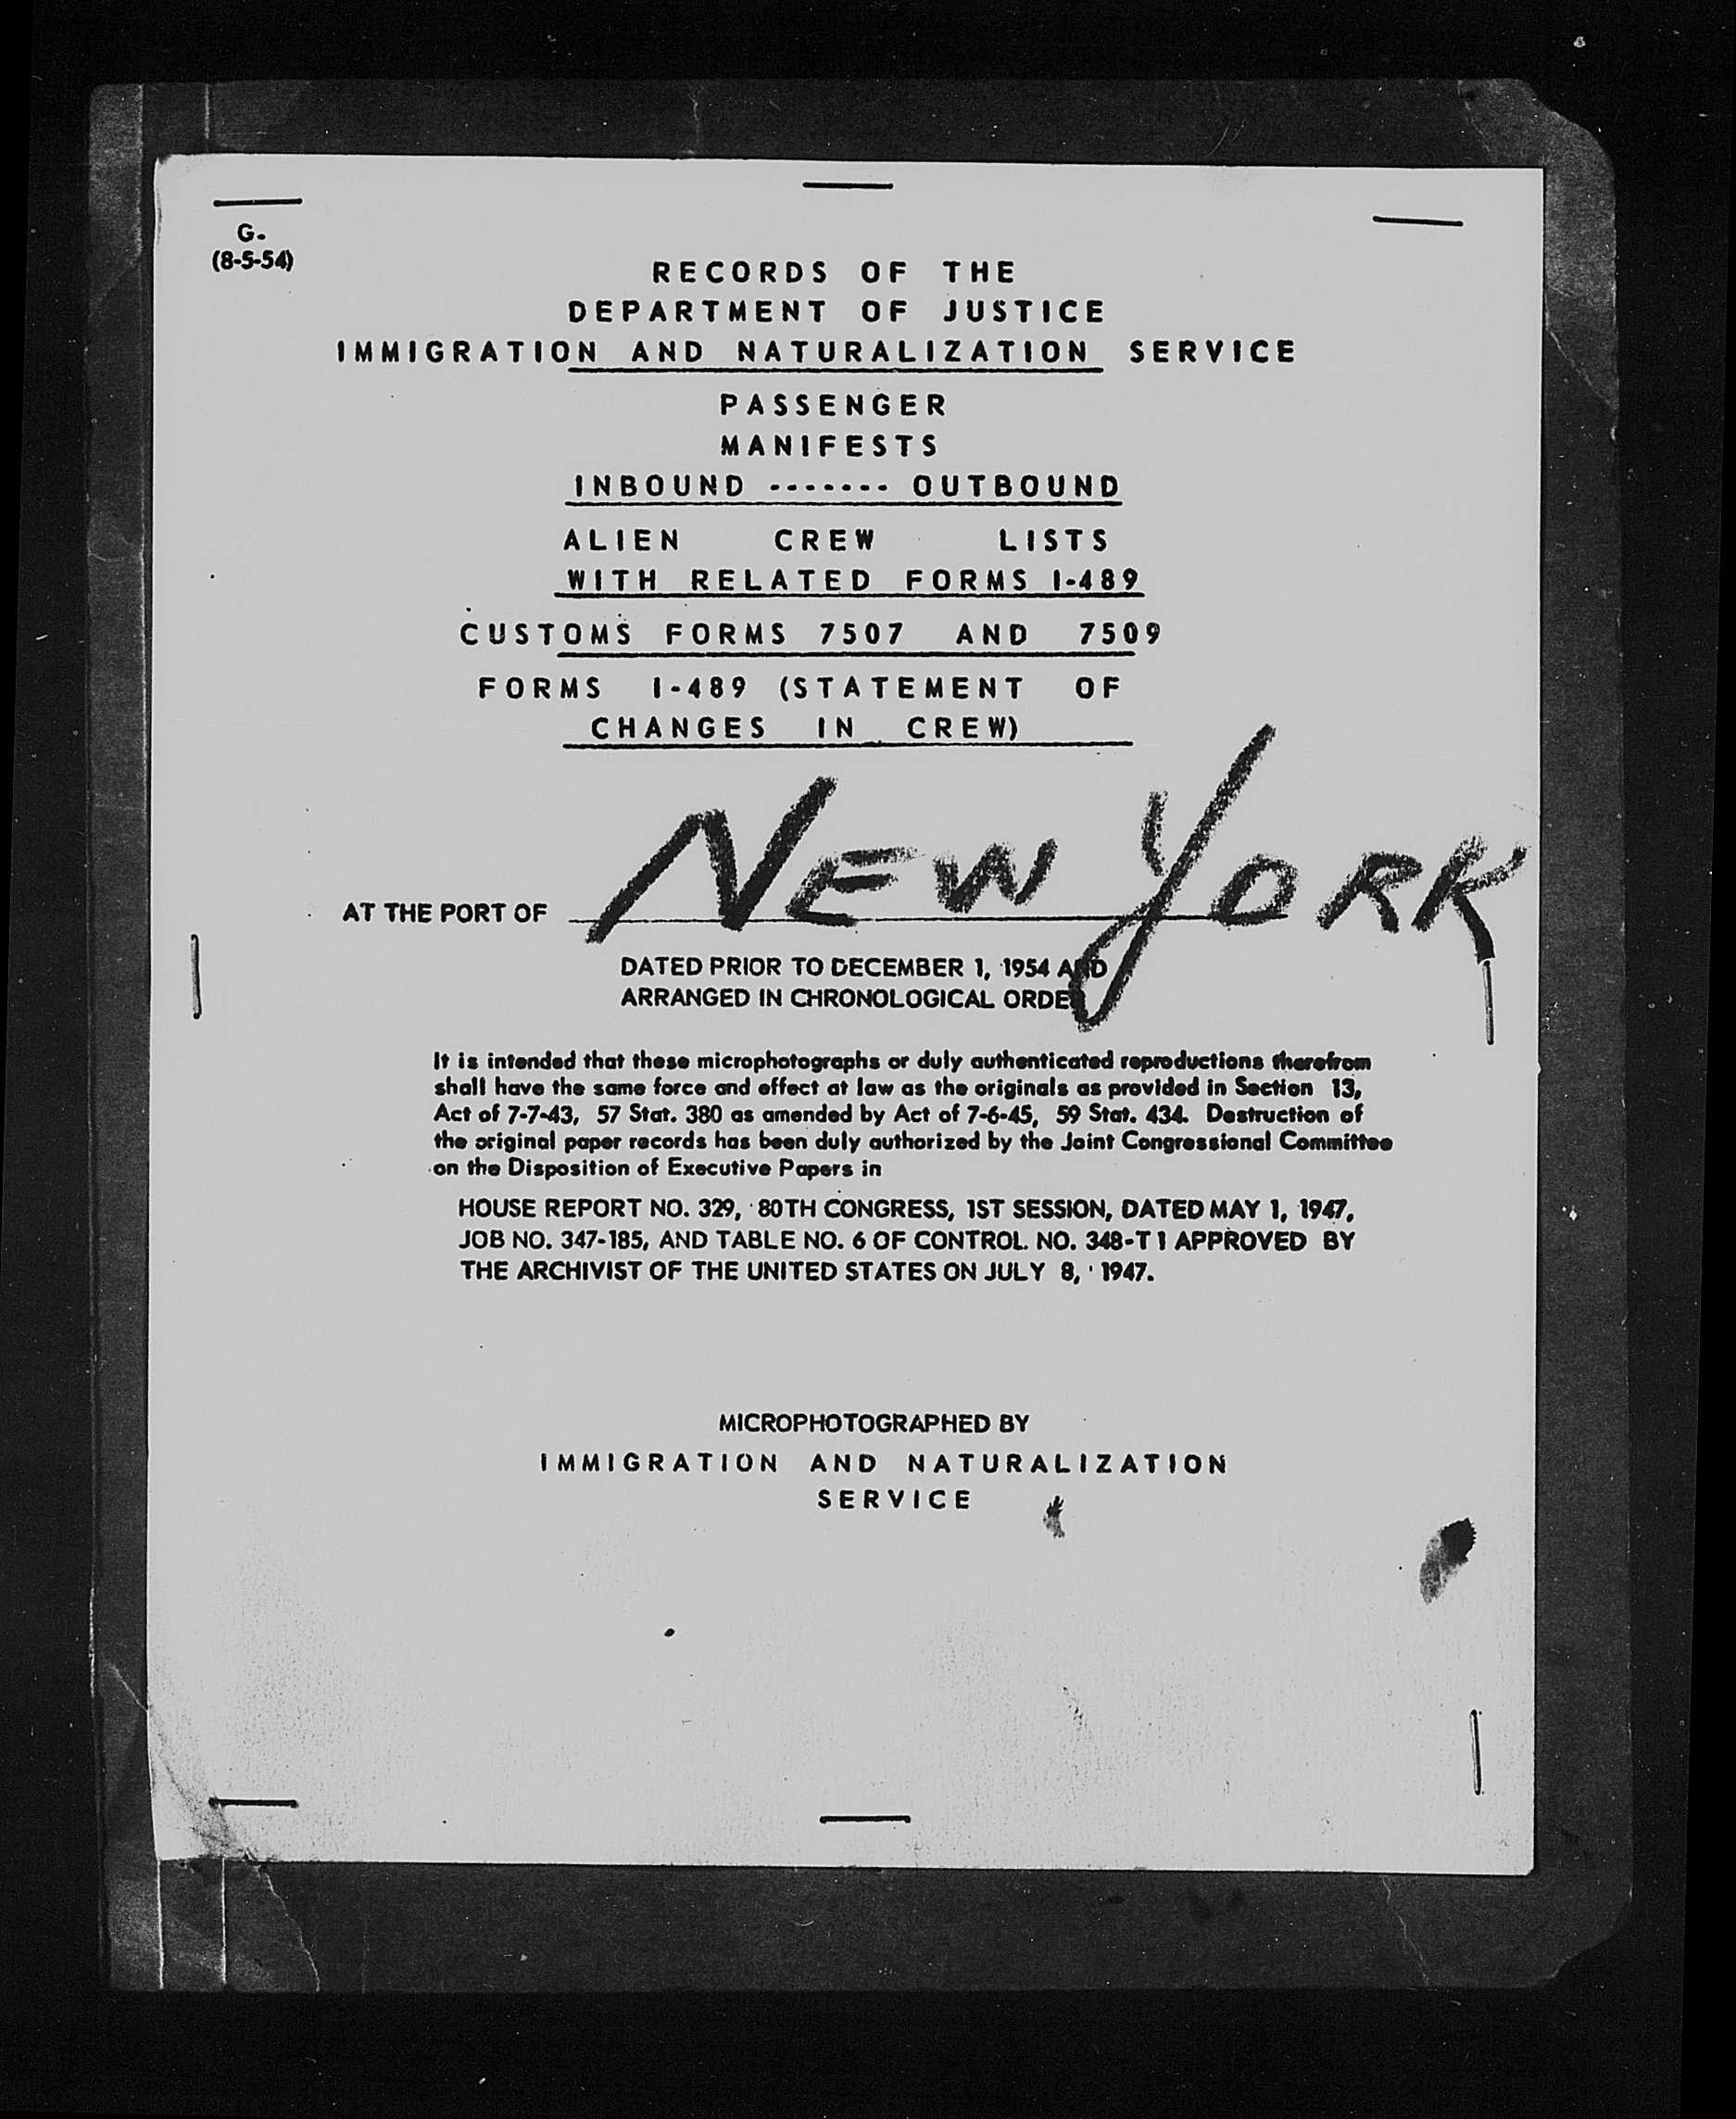 G-
(8-5-54)
RECORDS OF THE
DEPARTMENT OF JUSTICE
IMMIGRATION AND NATURALIZATION SERVICE
PASSENGER
MANIFESTS
INBOUND ------- OUTBOUND
ALIEN CREW LISTS
WITH RELATED FORMS I-489
CUSTOMS FORMS 7507 AND 7509
FORMS I-489 (STATEMENT OF
CHANGES IN CREW)
AT THE PORT OF NEW YORK
DATED PRIOR TO DECEMBER 1, 1954 AND
ARRANGED IN CHRONOLOGICAL ORDER
It is intended that these microphotographs or duly authenticated reproductions therefrom
shall have the same force and effect at law as the originals as provided in Section 13,
Act of 7-7-43, 57 Stat. 380 as amended by Act of 7-6-45, 59 Stat. 434. Destruction of
the original paper records has been duly authorized by the Joint Congressional Committee
on the Disposition of Executive Papers in
HOUSE REPORT NO. 329, 80TH CONGRESS, 1ST SESSION, DATED MAY 1, 1947,
JOB NO. 347-185, AND TABLE NO. 6 OF CONTROL. NO. 348-T1 APPROVED BY
THE ARCHIVIST OF THE UNITED STATES ON JULY 8, 1947.
MICROPHOTOGRAPHED BY
IMMIGRATION AND NATURALIZATION
SERVICE